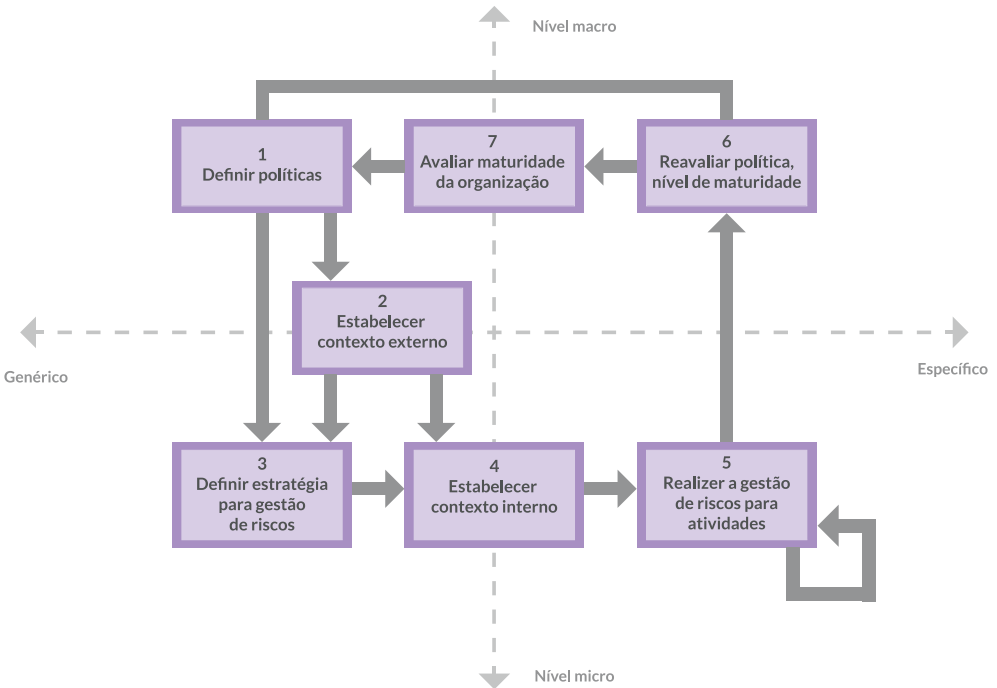 Nível macro
1
Definir políticas
7
Avaliar maturidade
da organização
6
Reavaliar política,
nível de maturidade
2
Estabelecer
contexto externo
Genérico
Específico
3
Definir estratégia
para gestão
de riscos
4
Estabelecer
contexto interno
5
Realizer a gestão
de riscos para
atividades
Nível micro